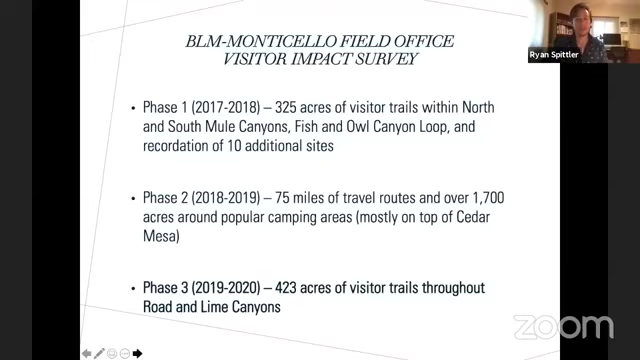 BLM-MONTICELLO FIELD OFFICE
VISITOR IMPACT SURVEY
Ryan Spittler
• Phase 1 (2017-2018) – 325 acres of visitor trails within North
and South Mule Canyons, Fish and Owl Canyon Loop, and
recordation of 10 additional sites
• Phase 2 (2018-2019) – 75 miles of travel routes and over 1,700
acres around popular camping areas (mostly on top of Cedar
Mesa)
• Phase 3 (2019-2020) – 423 acres of visitor trails throughout
Road and Lime Canyons
zoom